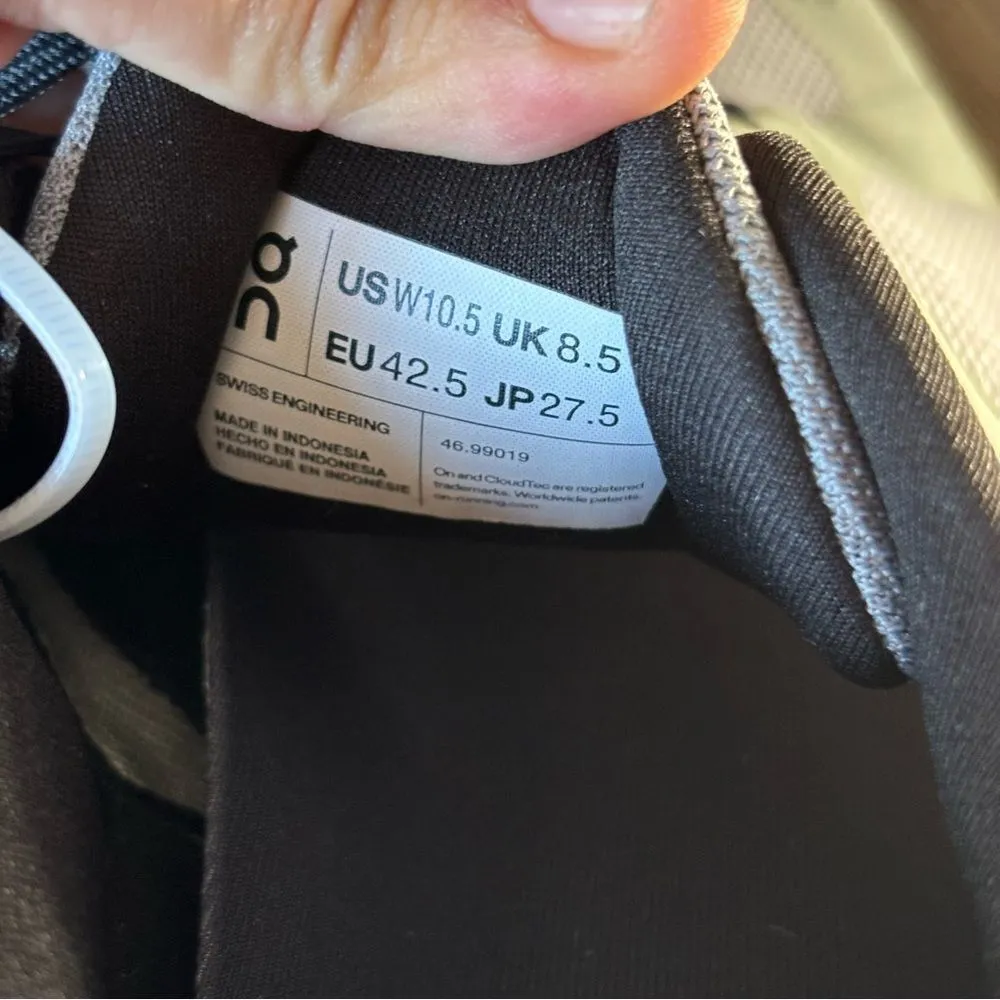 On
US W10.5 UK 8.5
EU 42.5 JP 27.5
SWISS ENGINEERING
MADE IN INDONESIA
HECHO EN INDONESIA
FABRIQUÉ EN INDONÉSIE
46.99019
On and CloudTec are registered
trademarks. Worldwide patents.
on-running.com